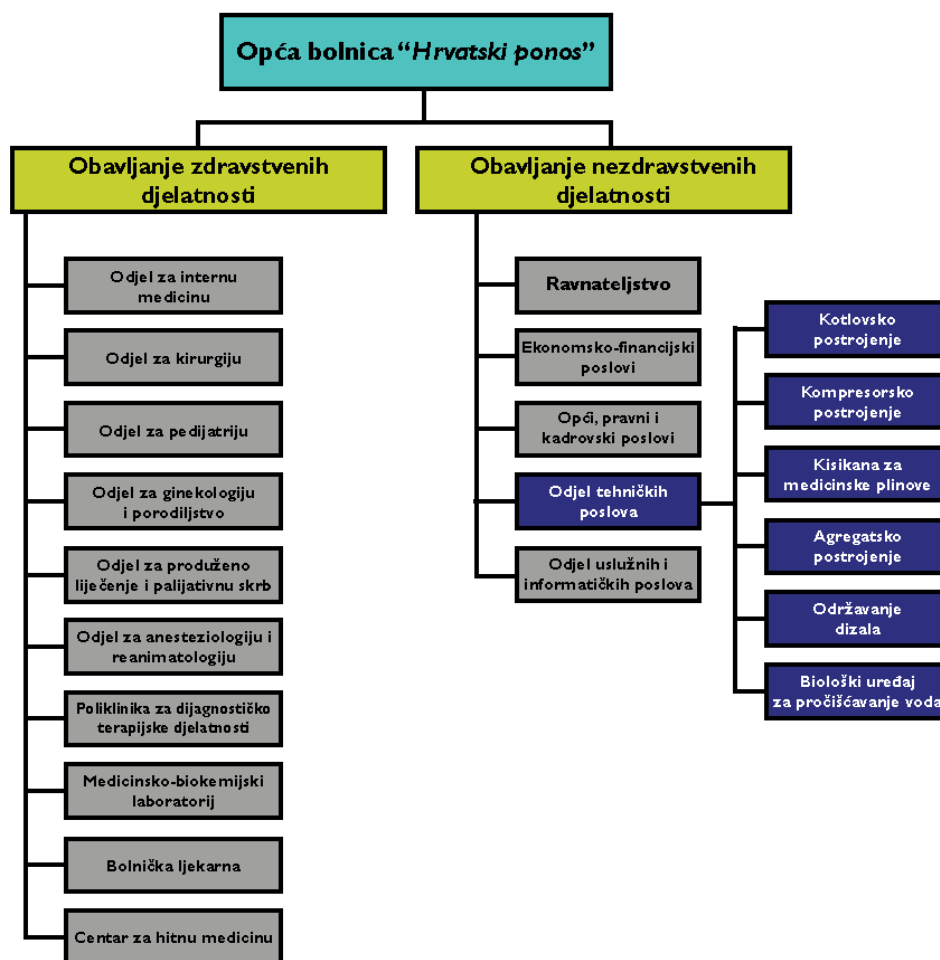 Opća bolnica “Hrvatski ponos”
Obavljanje zdravstvenih
djelatnosti
Odjel za internu
medicinu
Odjel za kirurgiju
Odjel za pedijatriju
Odjel za ginekologiju
i porodiljstvo
Odjel za produženo
liječenje i palijativnu skrb
Odjel za anesteziologiju i
reanimatologiju
Poliklinika za dijagnostičko
terapijske djelatnosti
Medicinsko-biokemijski
laboratorij
Bolnička ljekarna
Centar za hitnu medicinu
Obavljanje nezdravstvenih
djelatnosti
Ravnateljstvo
Ekonomsko-financijski
poslovi
Opći, pravni i
kadrovski poslovi
Odjel tehničkih
poslova
Odjel uslužnih i
informatičkih poslova
Kotlovsko
postrojenje
Kompresorsko
postrojenje
Kisikana za
medicinske plinove
Agregatsko
postrojenje
Održavanje
dizala
Biološki uređaj
za pročišćavanje voda